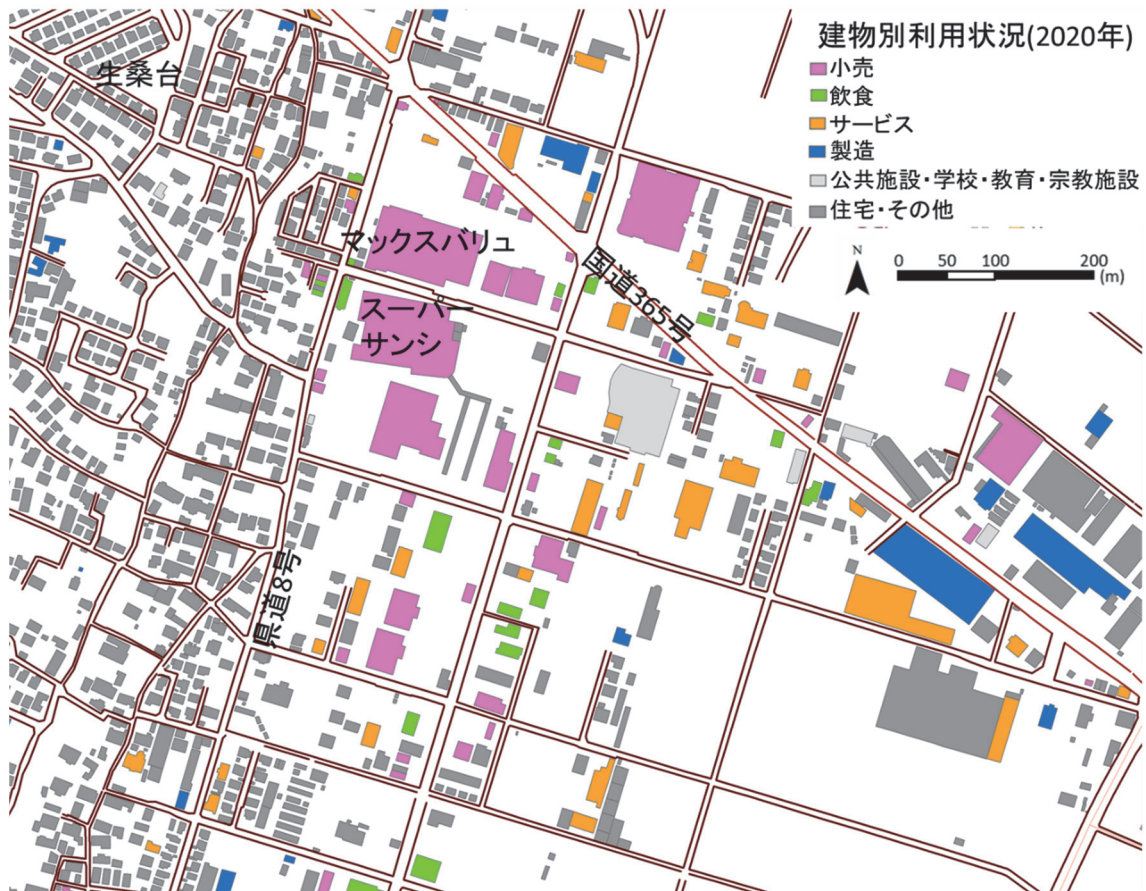 建物別利用状況(2020年)
小売
飲食
サービス
製造
公共施設・学校・教育・宗教施設
住宅・その他
N
0 50 100 200
(m)
生桑台
マックスバリュ
国道365号
スーパー
サンシ
県道8号